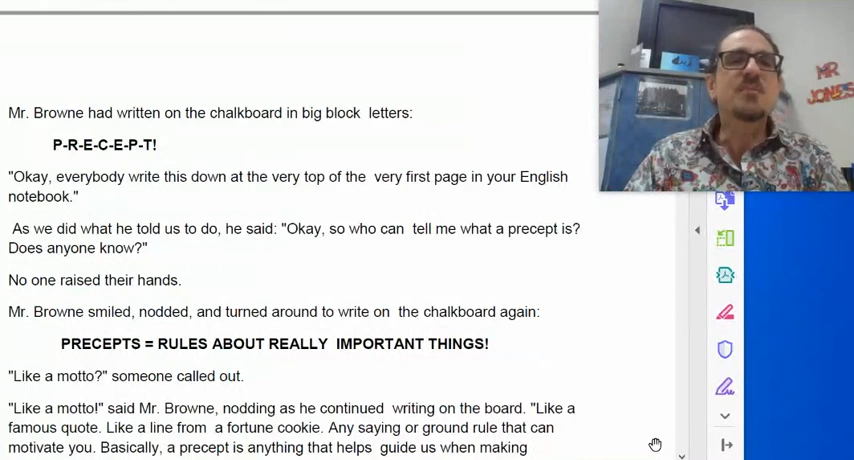 Mr. Browne had written on the chalkboard in big block letters:
P-R-E-C-E-P-T!
"Okay, everybody write this down at the very top of the very first page in your English
notebook."
As we did what he told us to do, he said: "Okay, so who can tell me what a precept is?
Does anyone know?"
No one raised their hands.
Mr. Browne smiled, nodded, and turned around to write on the chalkboard again:
PRECEPTS = RULES ABOUT REALLY IMPORTANT THINGS!
"Like a motto?" someone called out.
"Like a motto!" said Mr. Browne, nodding as he continued writing on the board. "Like a
famous quote. Like a line from a fortune cookie. Any saying or ground rule that can
motivate you. Basically, a precept is anything that helps guide us when making
MR
JONES